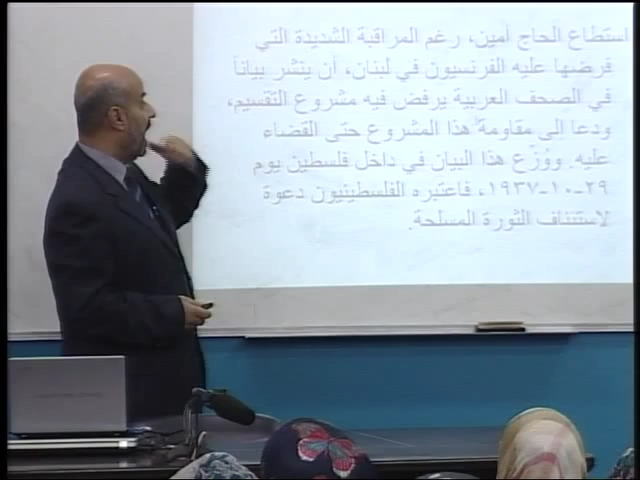 استطاع الحاج أمين، رغم المراقبة الشديدة التي
فرضها عليه الفرنسيون في لبنان، أن ينشر بياناً
في الصحف العربية يرفض فيه مشروع التقسيم،
ودعا إلى مقاومة هذا المشروع حتى القضاء
عليه. ووُزّع هذا البيان في داخل فلسطين يوم
٢٩-١٠-١٩٣٧، فاعتبره الفلسطينيون دعوة
لاستئناف الثورة المسلحة.